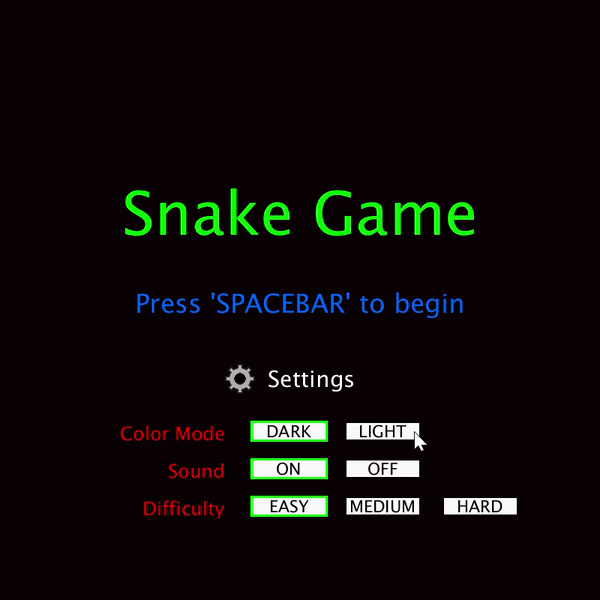 Snake Game
Press 'SPACEBAR' to begin
Settings
Color Mode DARK LIGHT
Sound ON OFF
Difficulty EASY MEDIUM HARD